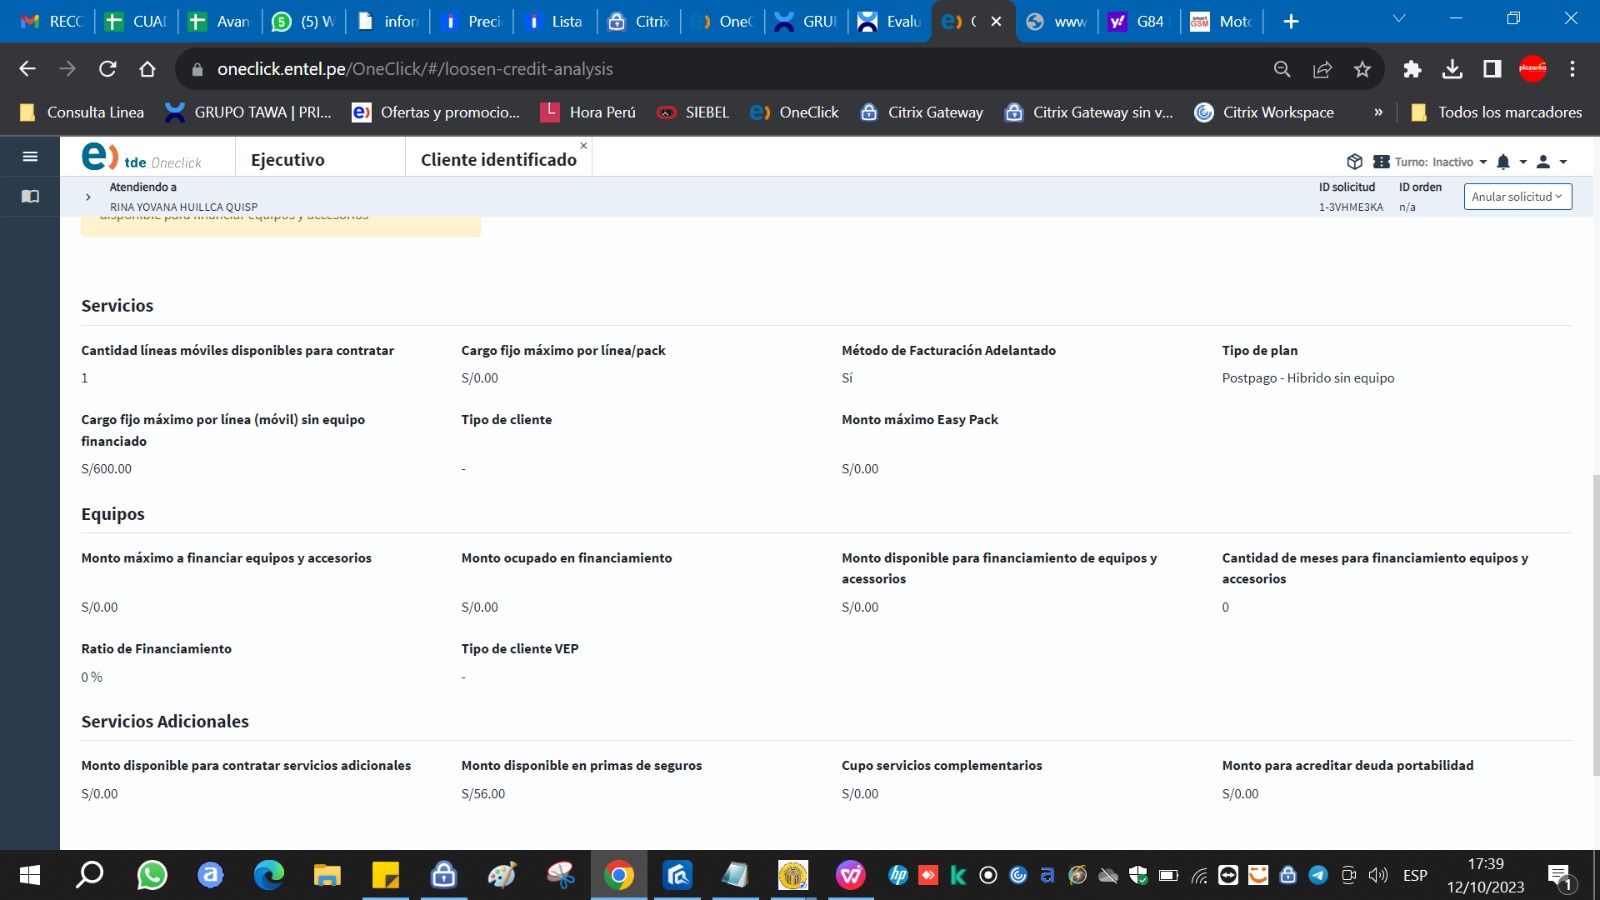 RECC
CUAI
Avan
(5) W
infor
Preci
Lista
Citrix
OneC
GRUI
Evalu
www
G84
Moto
oneclick.entel.pe/OneClick/#/loosen-credit-analysis
Consulta Linea
GRUPO TAWA | PRI...
Ofertas y promocio...
Hora Perú
SIEBEL
OneClick
Citrix Gateway
Citrix Gateway sin v...
Citrix Workspace
»
Todos los marcadores
e) tde Oneclick
Ejecutivo
Cliente identificado
Turno: Inactivo
Atendiendo a
RINA YOVANA HUILLCA QUISP
ID solicitud
1-3VHME3KA
ID orden
n/a
Anular solicitud
disponible para financiar equipos y accesorios
Servicios
Cantidad líneas móviles disponibles para contratar
1
Cargo fijo máximo por línea/pack
S/0.00
Método de Facturación Adelantado
Sí
Tipo de plan
Postpago - Hibrido sin equipo
Cargo fijo máximo por línea (móvil) sin equipo
financiado
S/600.00
Tipo de cliente
-
Monto máximo Easy Pack
S/0.00
Equipos
Monto máximo a financiar equipos y accesorios
S/0.00
Monto ocupado en financiamiento
S/0.00
Monto disponible para financiamiento de equipos y
acessorios
S/0.00
Cantidad de meses para financiamiento equipos y
accesorios
0
Ratio de Financiamiento
0 %
Tipo de cliente VEP
-
Servicios Adicionales
Monto disponible para contratar servicios adicionales
S/0.00
Monto disponible en primas de seguros
S/56.00
Cupo servicios complementarios
S/0.00
Monto para acreditar deuda portabilidad
S/0.00
ESP
17:39
12/10/2023
1